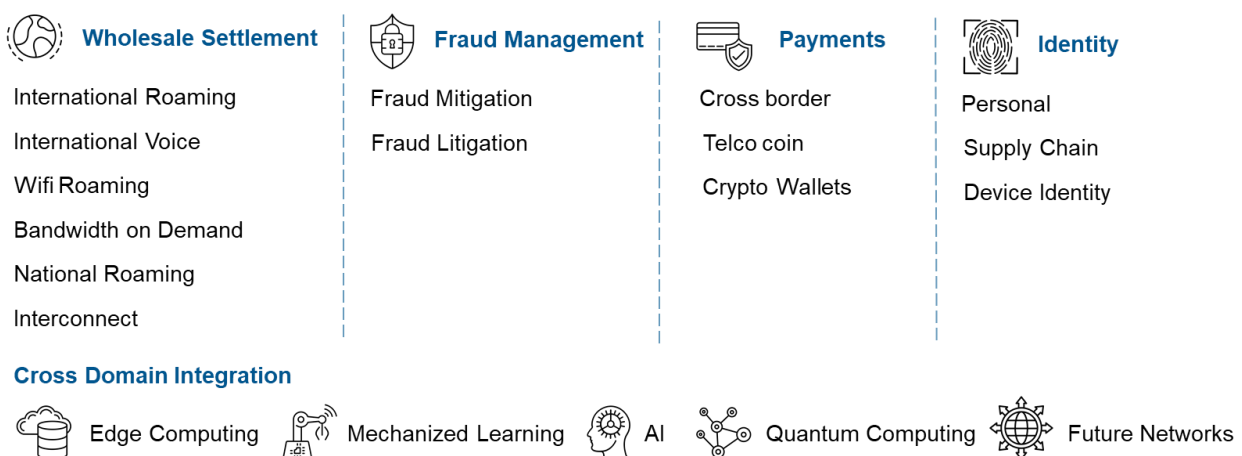 Wholesale Settlement
International Roaming
International Voice
Wifi Roaming
Bandwidth on Demand
National Roaming
Interconnect
Fraud Management
Fraud Mitigation
Fraud Litigation
Payments
Cross border
Telco coin
Crypto Wallets
Identity
Personal
Supply Chain
Device Identity
Cross Domain Integration
Edge Computing
Mechanized Learning
AI
Quantum Computing
Future Networks